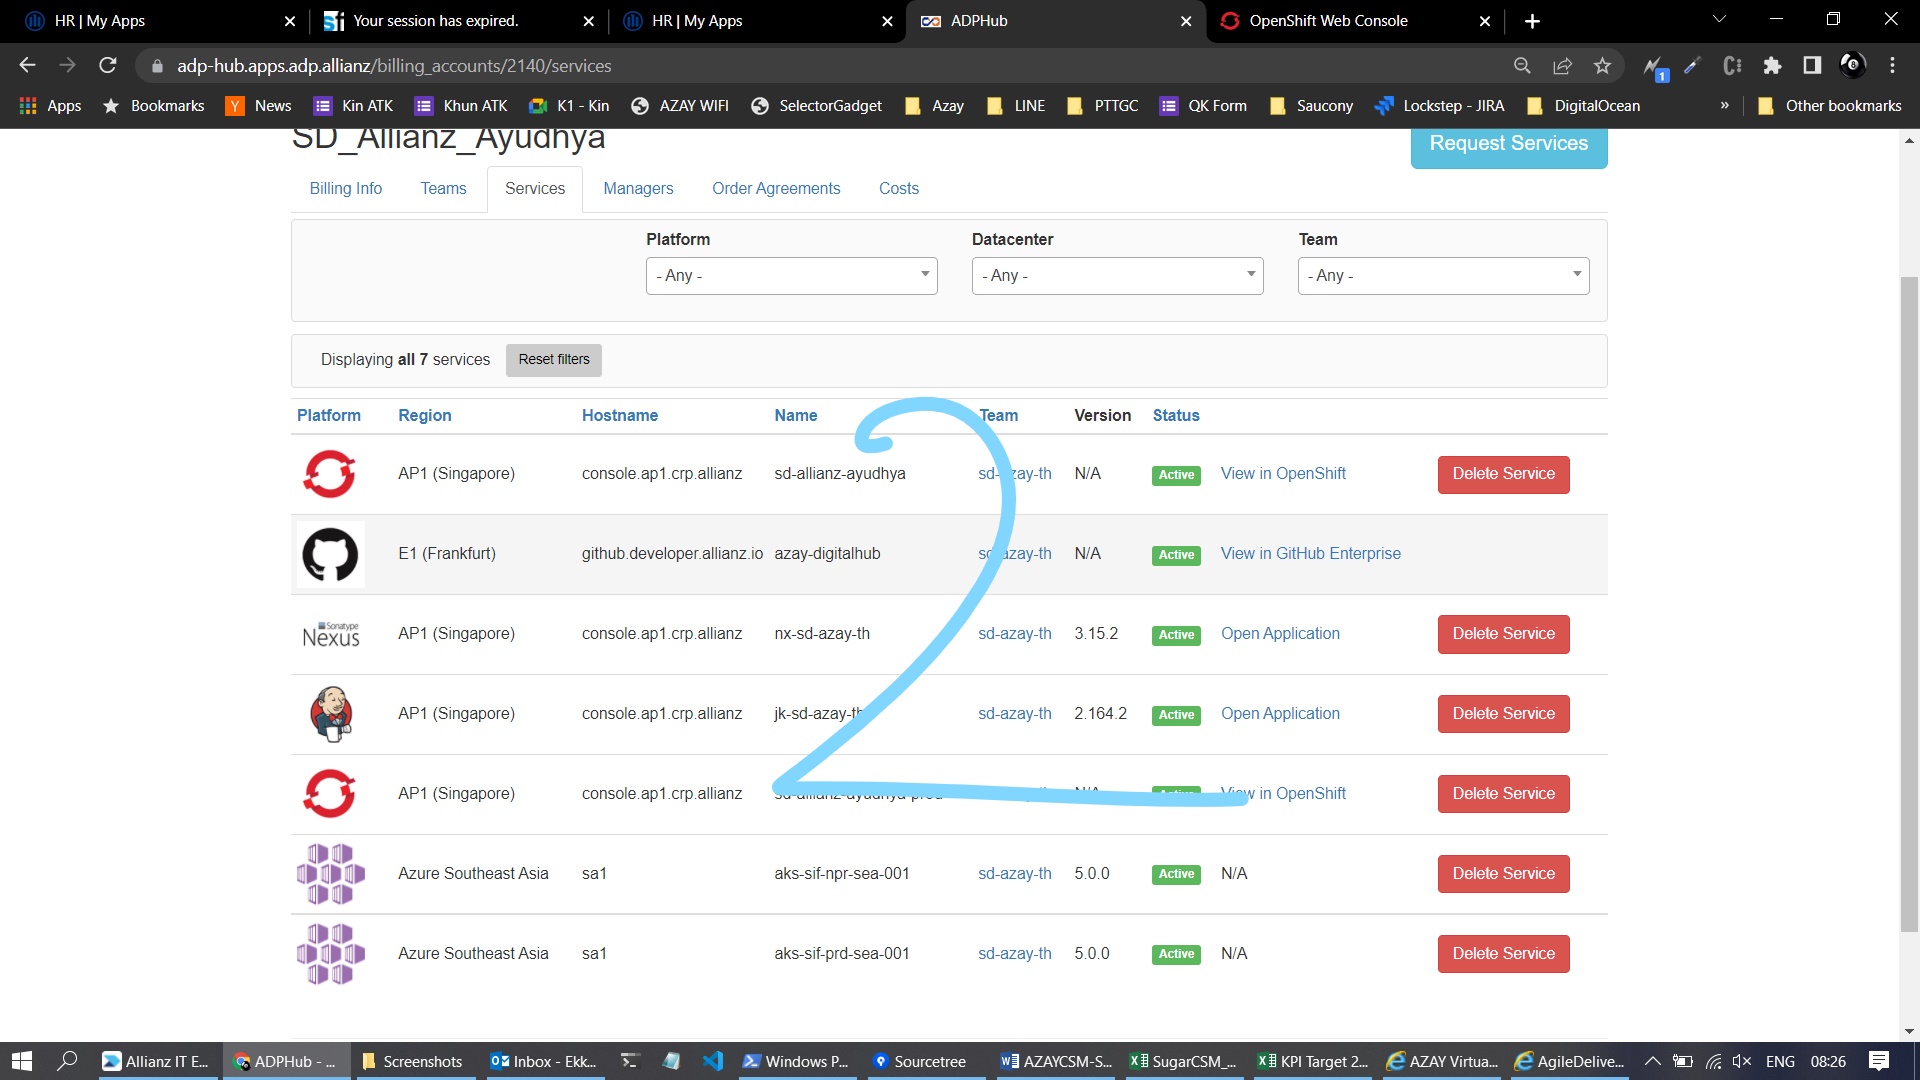 HR | My Apps
Your session has expired.
HR | My Apps
ADPHub
OpenShift Web Console
adp-hub.apps.adp.allianz/billing_accounts/2140/services
1
Apps Bookmarks News Kin ATK Khun ATK K1 - Kin AZAY WIFI SelectorGadget Azay LINE PTTGC QK Form Saucony Lockstep - JIRA DigitalOcean » Other bookmarks
SD_Allianz_Ayudhya
Request Services
Billing Info Teams Services Managers Order Agreements Costs
Platform Datacenter Team
- Any - - Any - - Any -
Displaying all 7 services Reset filters
Platform Region Hostname Name Team Version Status
AP1 (Singapore) console.ap1.crp.allianz sd-allianz-ayudhya sd-azay-th N/A Active View in OpenShift Delete Service
E1 (Frankfurt) github.developer.allianz.io azay-digitalhub sd-azay-th N/A Active View in GitHub Enterprise
Sonatype Nexus AP1 (Singapore) console.ap1.crp.allianz nx-sd-azay-th sd-azay-th 3.15.2 Active Open Application Delete Service
AP1 (Singapore) console.ap1.crp.allianz jk-sd-azay-th sd-azay-th 2.164.2 Active Open Application Delete Service
AP1 (Singapore) console.ap1.crp.allianz sd-allianz-ayudhya-prod N/A Active View in OpenShift Delete Service
Azure Southeast Asia sa1 aks-sif-npr-sea-001 sd-azay-th 5.0.0 Active N/A Delete Service
Azure Southeast Asia sa1 aks-sif-prd-sea-001 sd-azay-th 5.0.0 Active N/A Delete Service
2
Allianz IT E... ADPHub - ... Screenshots Inbox - Ekk... Windows P... Sourcetree AZAYCSM-S... SugarCSM_... KPI Target 2... AZAY Virtua... AgileDelive... ENG 08:26